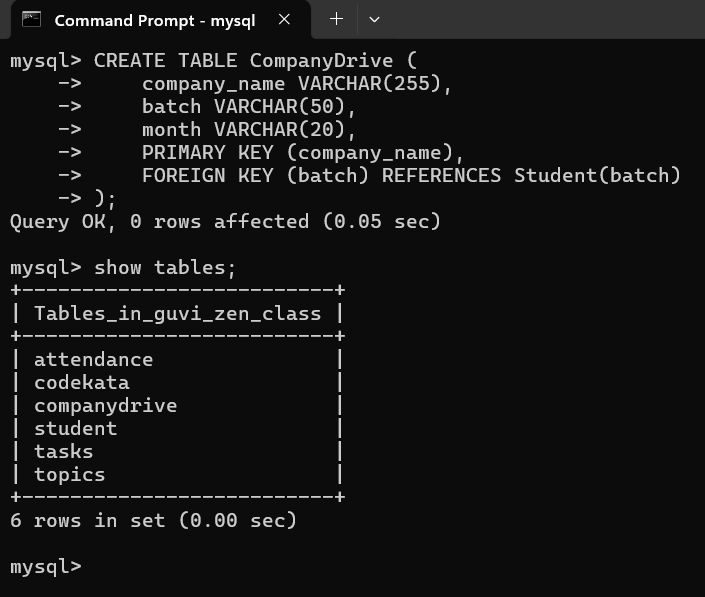 Command Prompt - mysql
mysql> CREATE TABLE CompanyDrive (
    ->     company_name VARCHAR(255),
    ->     batch VARCHAR(50),
    ->     month VARCHAR(20),
    ->     PRIMARY KEY (company_name),
    ->     FOREIGN KEY (batch) REFERENCES Student(batch)
    -> );
Query OK, 0 rows affected (0.05 sec)
mysql> show tables;
+--------------------------+
| Tables_in_guvi_zen_class |
+--------------------------+
| attendance               |
| codekata                 |
| companydrive             |
| student                  |
| tasks                    |
| topics                   |
+--------------------------+
6 rows in set (0.00 sec)
mysql>